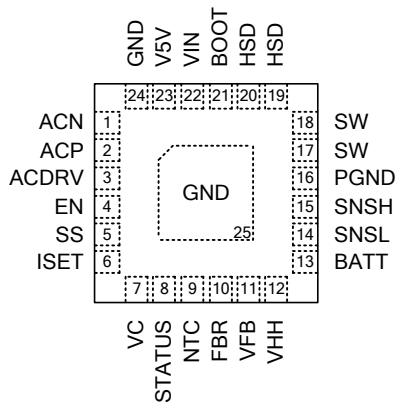 GND V5V VIN BOOT HSD HSD
24 23 22 21 20 19
ACN 1 18 SW
ACP 2 17 SW
ACDRV 3 16 PGND
GND
EN 4 15 SNSH
SS 5 25 14 SNSL
ISET 6 13 BATT
7 8 9 10 11 12
VC STATUS NTC FBR VFB VHH